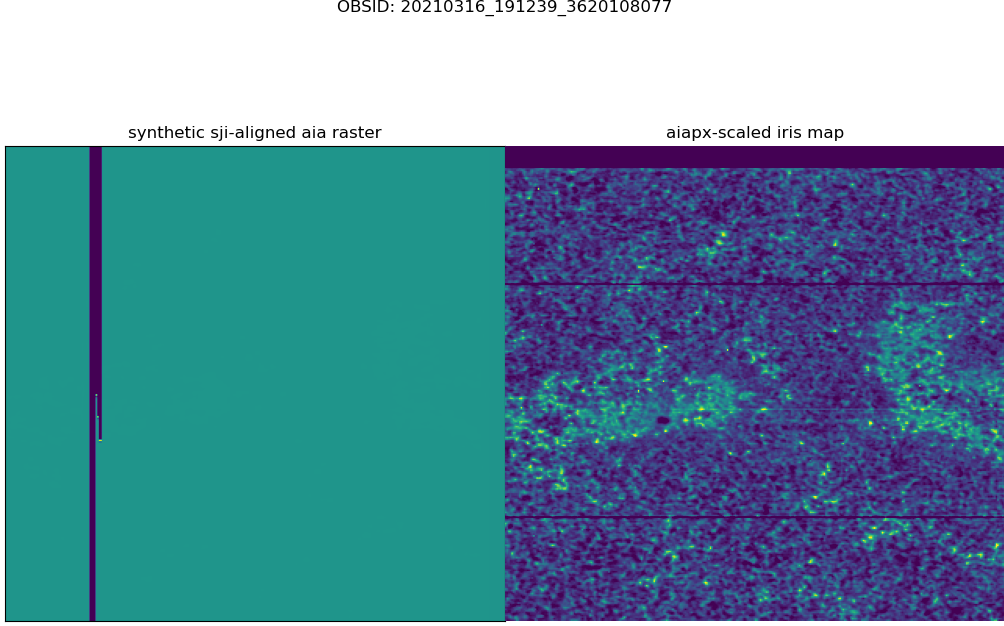 OBSID: 20210316_191239_3620108077
synthetic sji-aligned aia raster
aiapx-scaled iris map